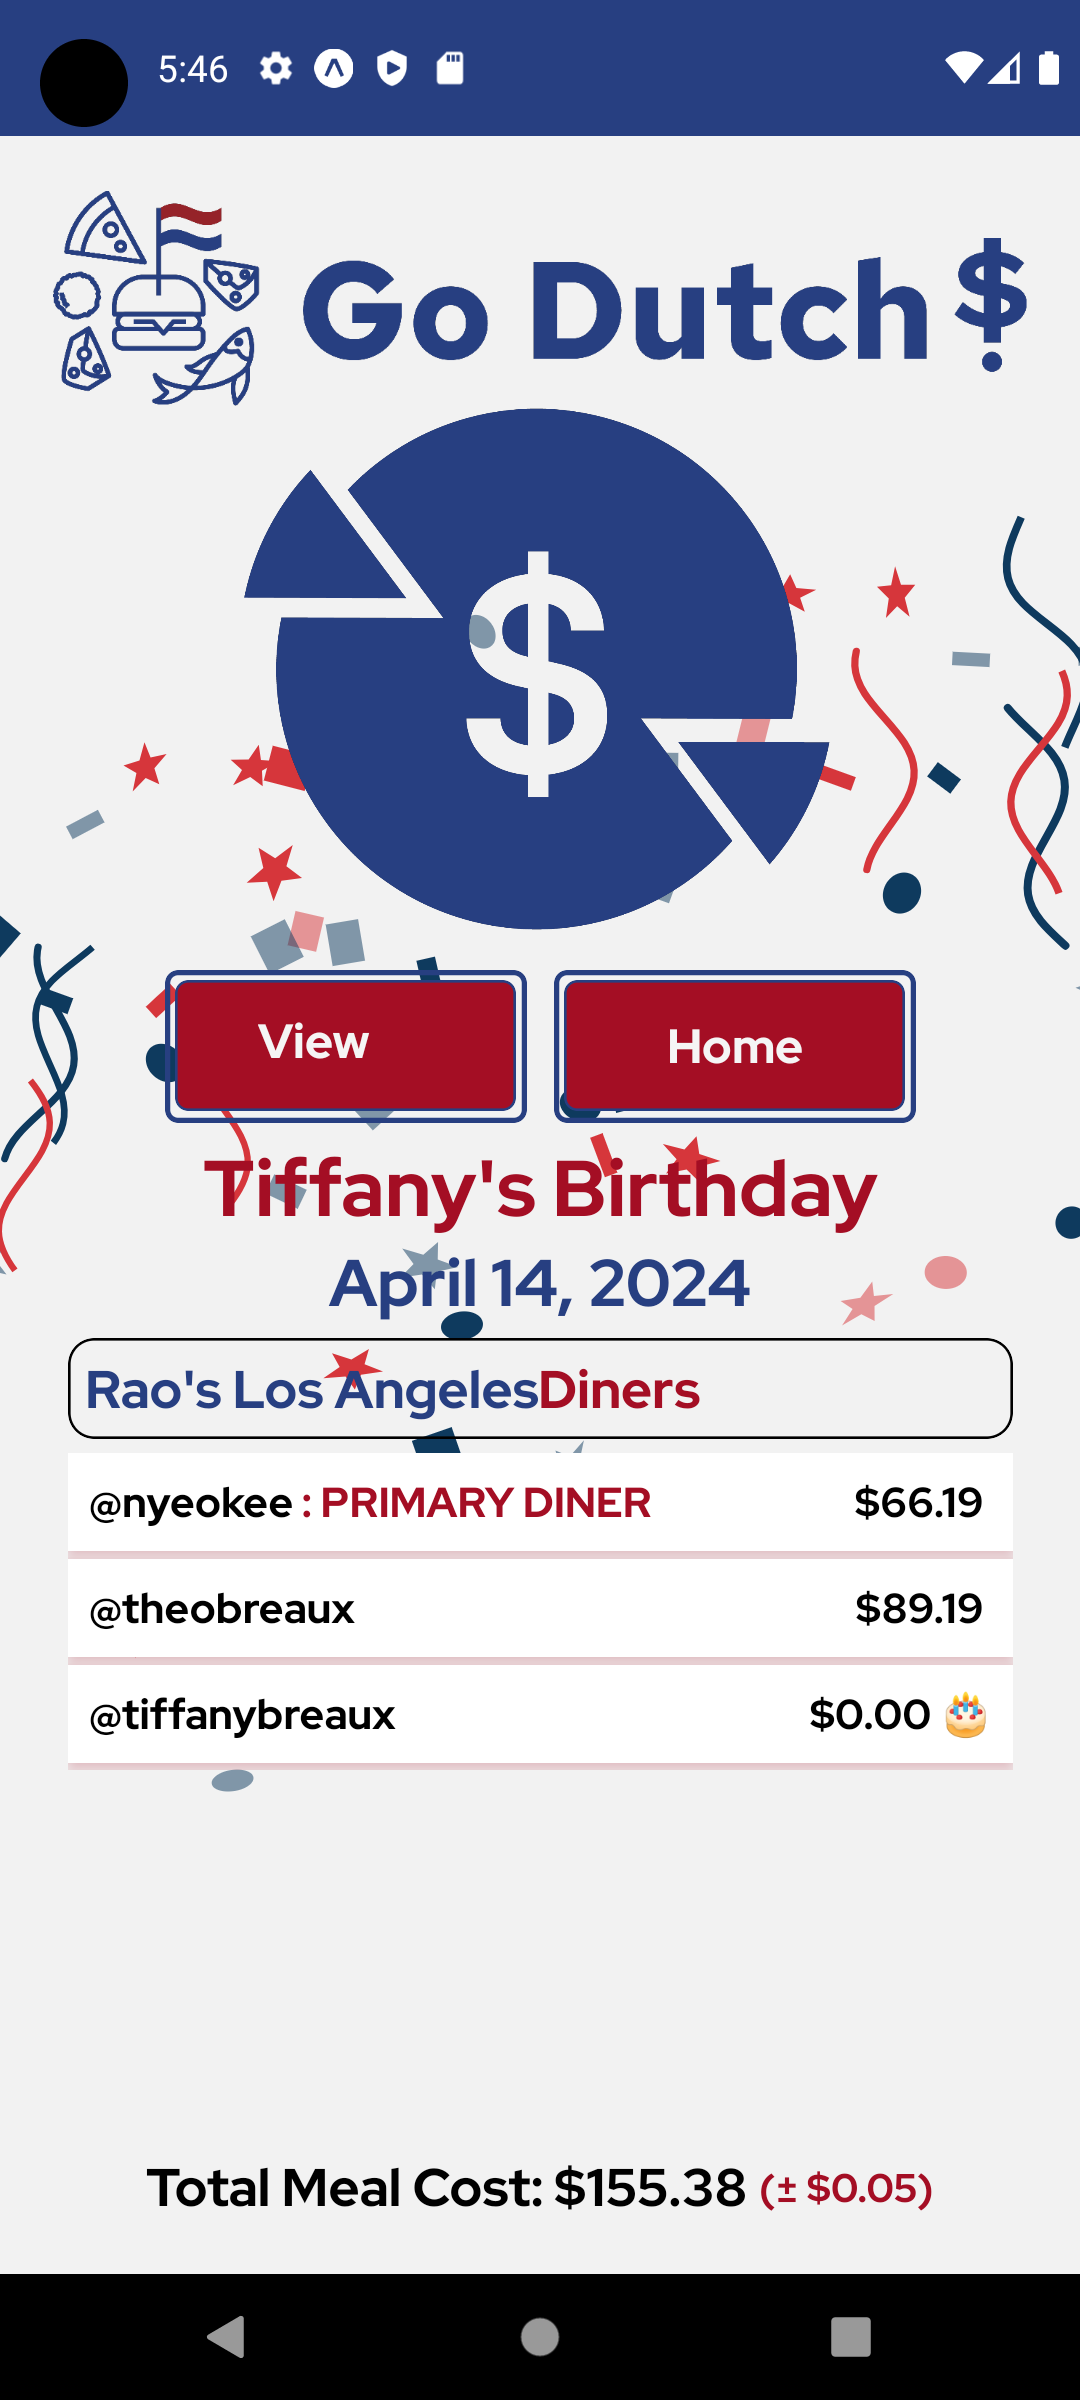 5:46
Go Dutch$
$
View
Home
Tiffany's Birthday
April 14, 2024
Rao's Los AngelesDiners
@nyeokee : PRIMARY DINER $66.19
@theobreaux $89.19
@tiffanybreaux $0.00 🎂
Total Meal Cost: $155.38 (± $0.05)